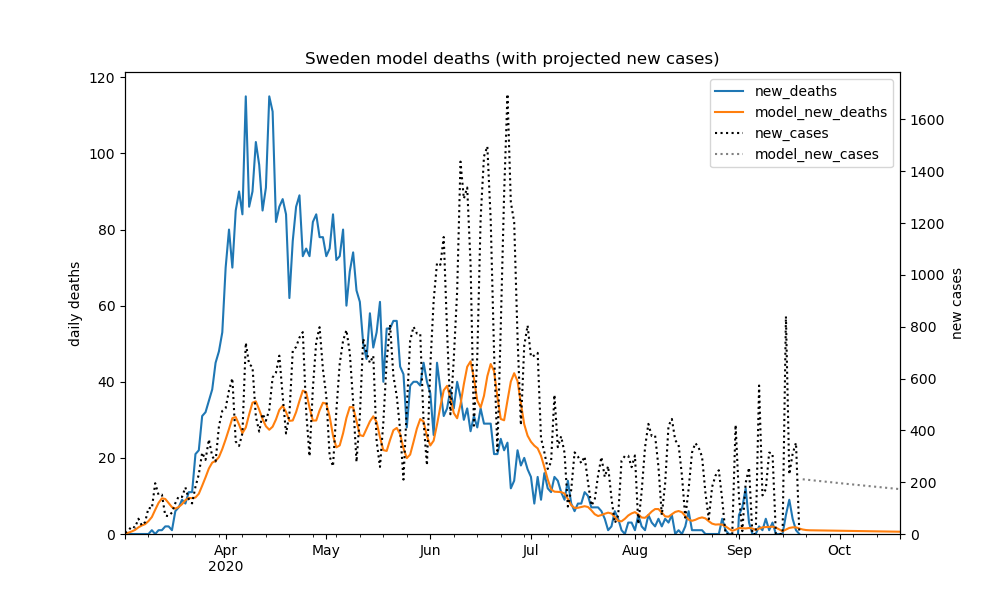 Sweden model deaths (with projected new cases)
120
100
80
60
40
20
0
daily deaths
1600
1400
1200
1000
800
600
400
200
0
new cases
new_deaths
model_new_deaths
new_cases
model_new_cases
Apr May Jun Jul Aug Sep Oct
2020